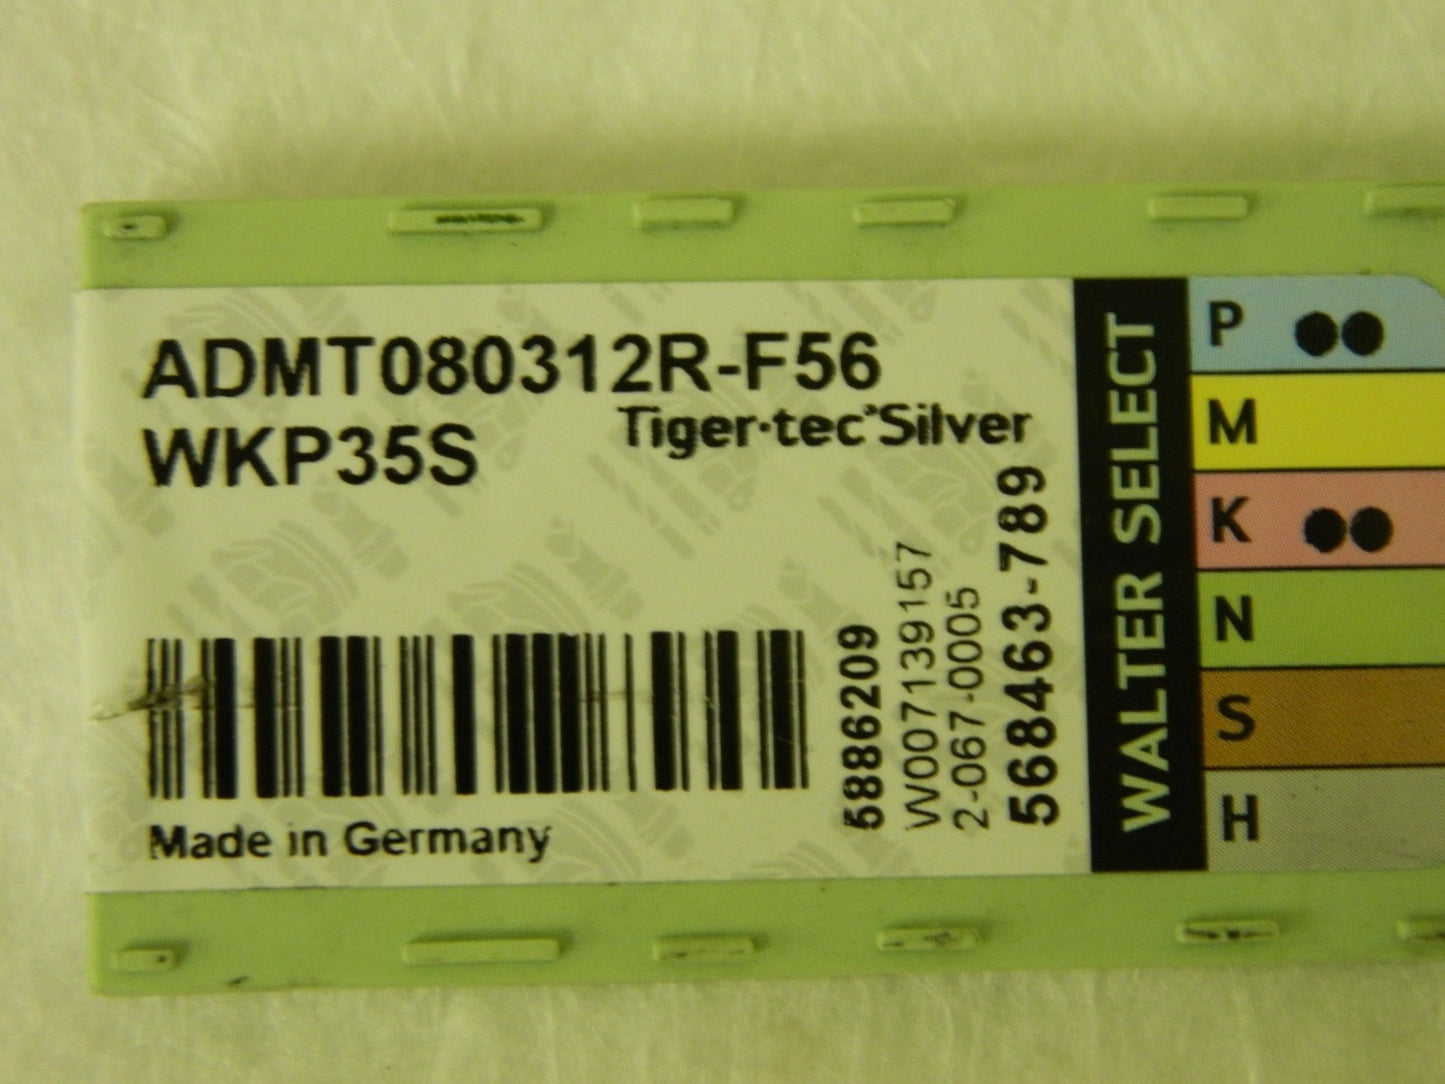 ADMT080312R-F56
WKP35S
Tiger·tec®Silver
Made in Germany
5886209
W007139157
2-067-0005
568463-789
WALTER SELECT
P
M
K
N
S
H